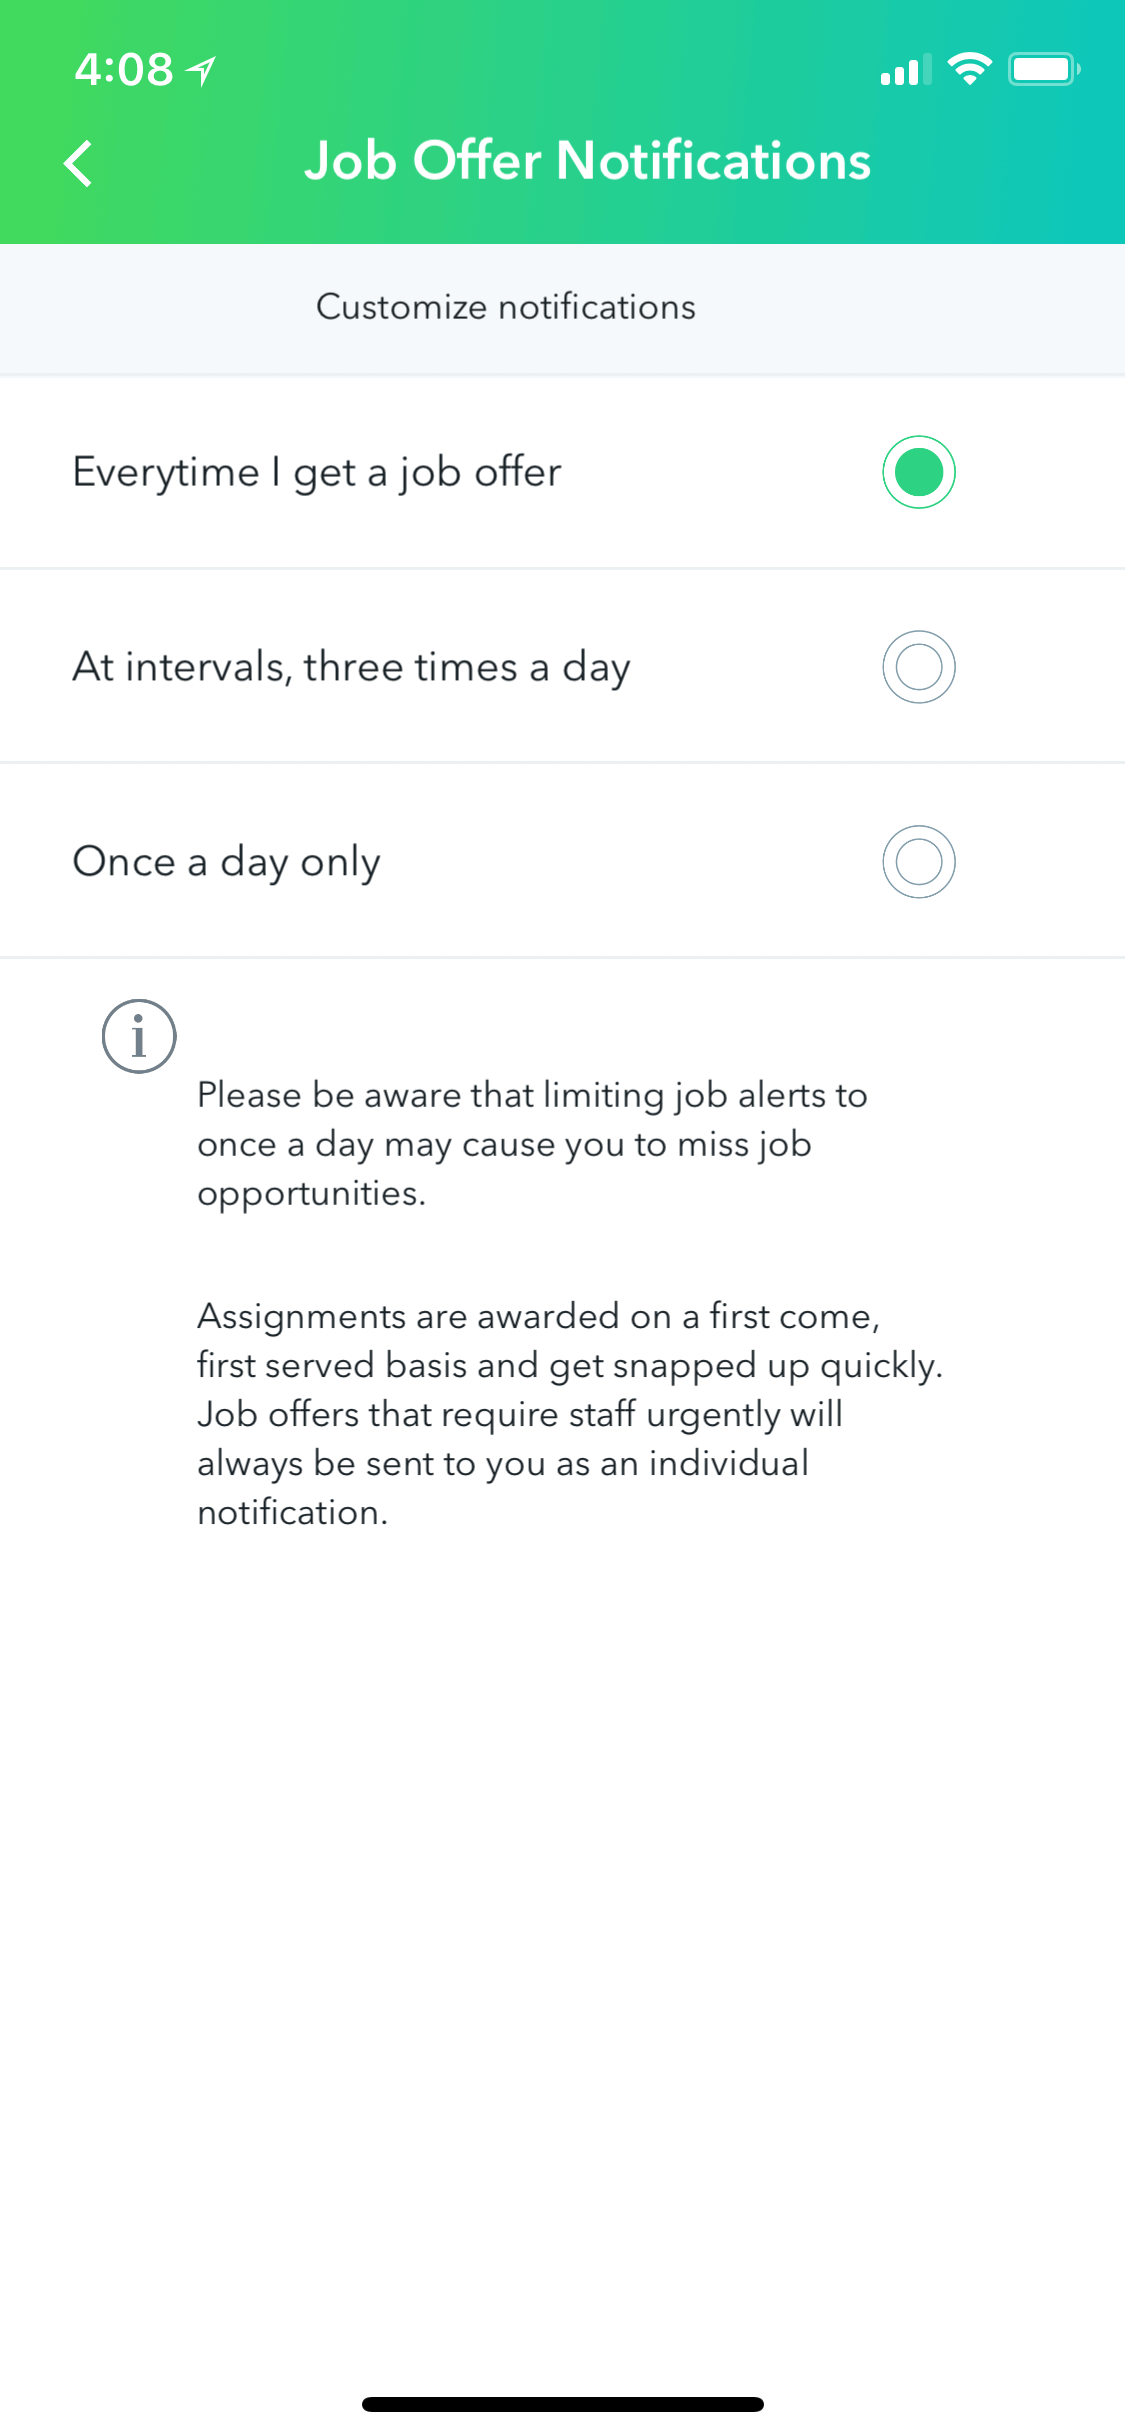 4:08
Job Offer Notifications
Customize notifications
Everytime I get a job offer
At intervals, three times a day
Once a day only
i
Please be aware that limiting job alerts to
once a day may cause you to miss job
opportunities.
Assignments are awarded on a first come,
first served basis and get snapped up quickly.
Job offers that require staff urgently will
always be sent to you as an individual
notification.